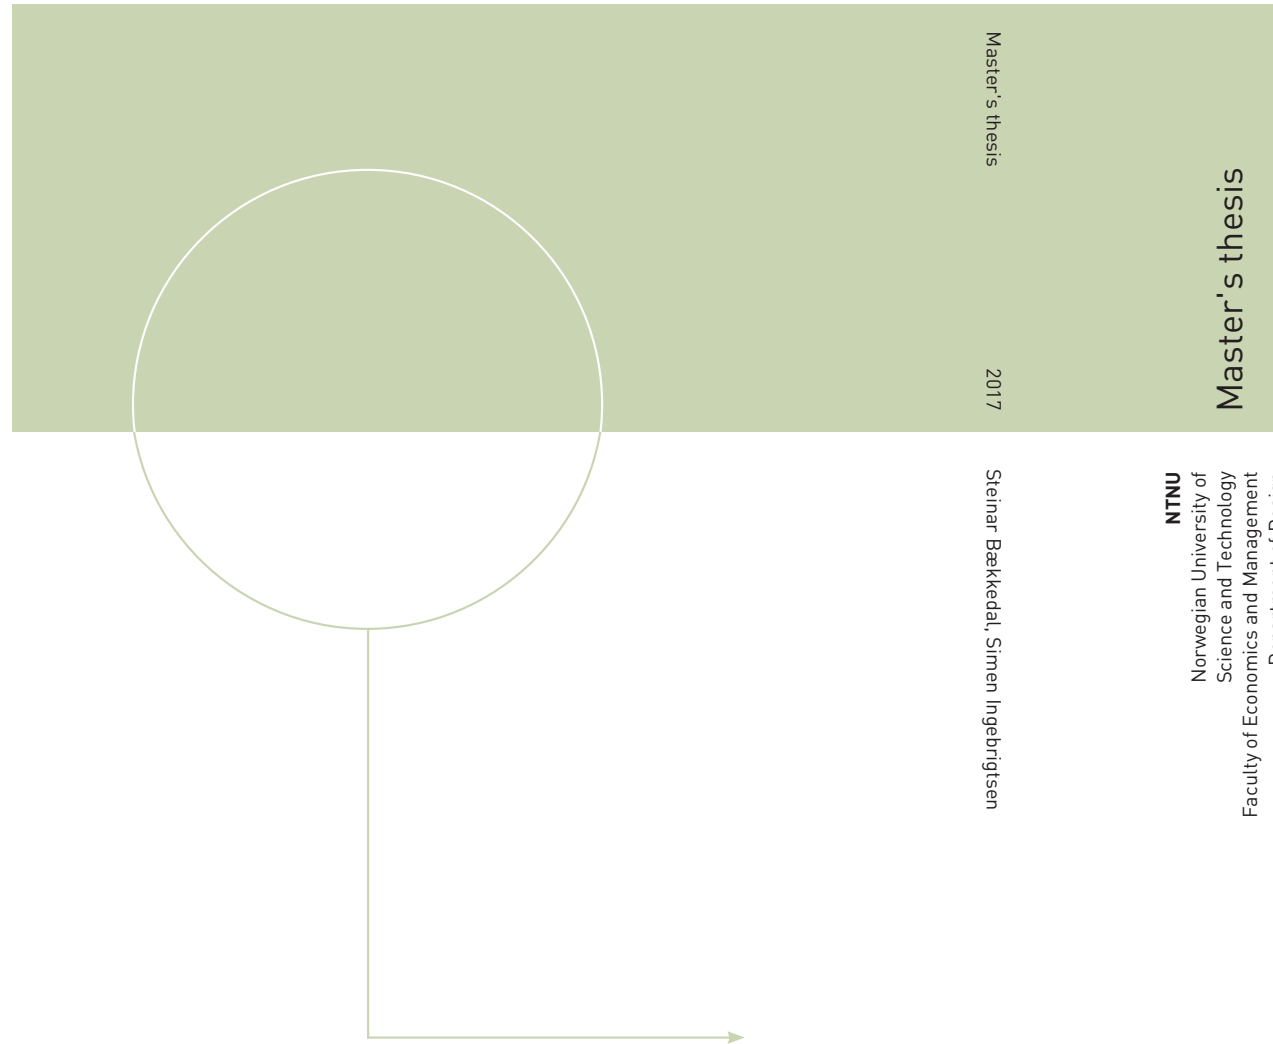 Master's thesis
2017
Steinar Bækkedal, Simen Ingebrigtsen
Master's thesis
NTNU
Norwegian University of
Science and Technology
Faculty of Economics and Management